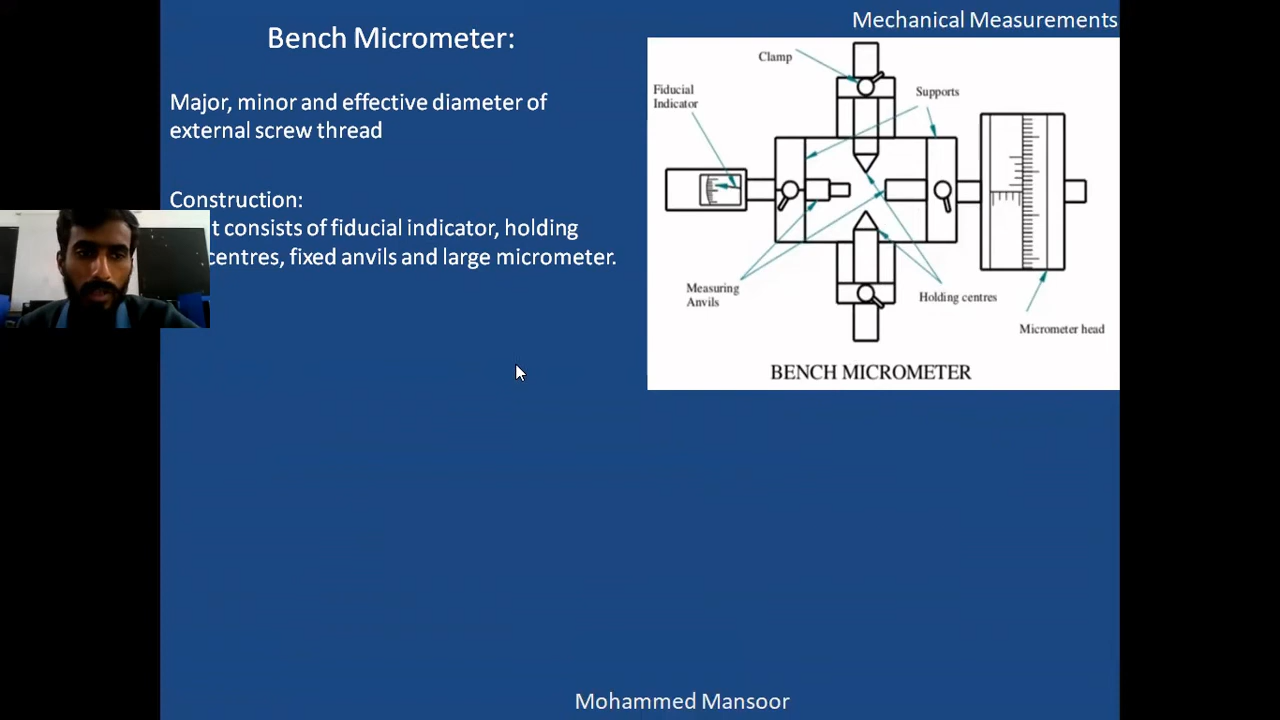 Mechanical Measurements
Bench Micrometer:
Major, minor and effective diameter of
external screw thread
Construction:
t consists of fiducial indicator, holding
centres, fixed anvils and large micrometer.
Clamp
Fiducial
Indicator
Supports
Measuring
Anvils
Holding centres
Micrometer head
BENCH MICROMETER
Mohammed Mansoor